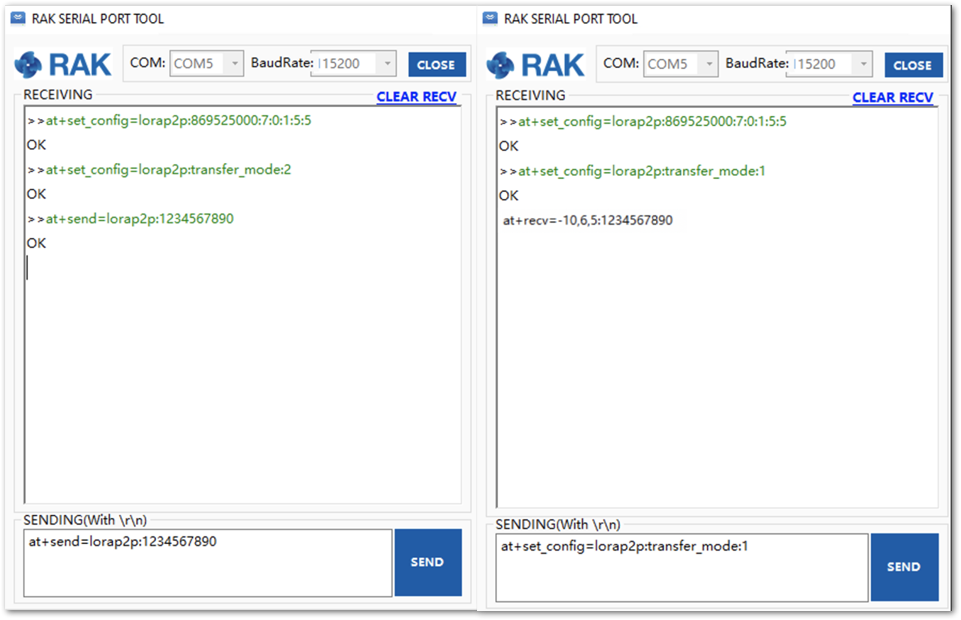 RAK SERIAL PORT TOOL
RAK
COM: COM5
BaudRate: 115200
CLOSE
RECEIVING
CLEAR RECV
>>at+set_config=lorap2p:869525000:7:0:1:5:5
OK
>>at+set_config=lorap2p:transfer_mode:2
OK
>>at+send=lorap2p:1234567890
OK
SENDING(With \r\n)
at+send=lorap2p:1234567890
SEND
RAK SERIAL PORT TOOL
RAK
COM: COM5
BaudRate: 115200
CLOSE
RECEIVING
CLEAR RECV
>>at+set_config=lorap2p:869525000:7:0:1:5:5
OK
>>at+set_config=lorap2p:transfer_mode:1
OK
at+recv=-10,6,5:1234567890
SENDING(With \r\n)
at+set_config=lorap2p:transfer_mode:1
SEND